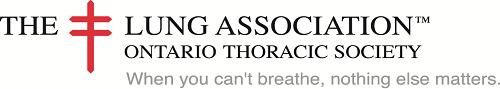 THE LUNG ASSOCIATION™
ONTARIO THORACIC SOCIETY
When you can't breathe, nothing else matters.